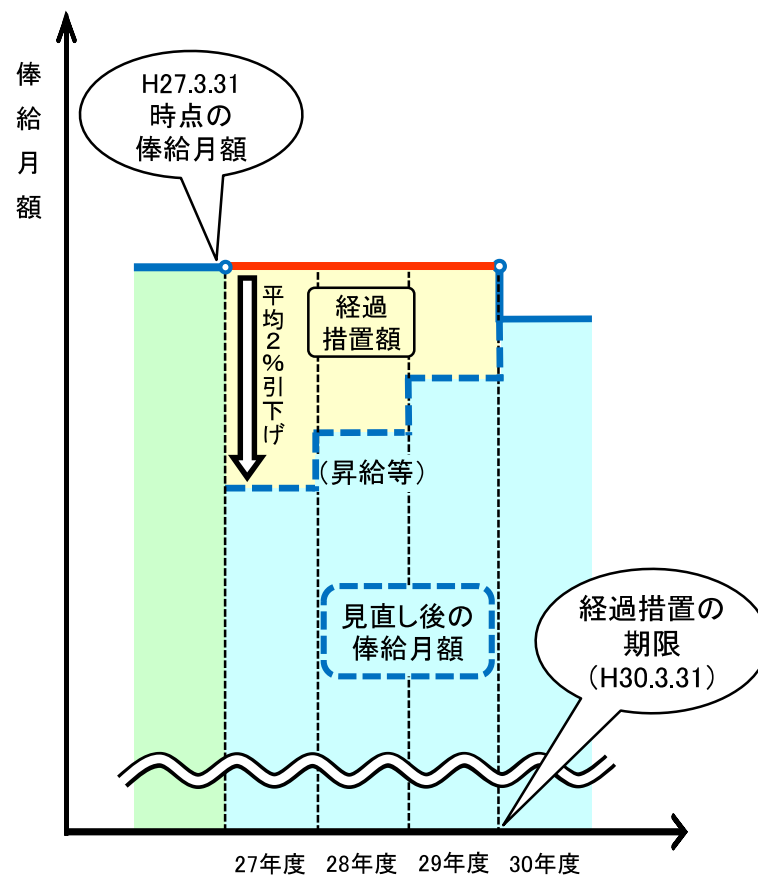 俸給月額
H27.3.31
時点の
俸給月額
平均2%引下げ
経過
措置額
(昇給等)
見直し後の
俸給月額
経過措置の
期限
(H30.3.31)
27年度 28年度 29年度 30年度